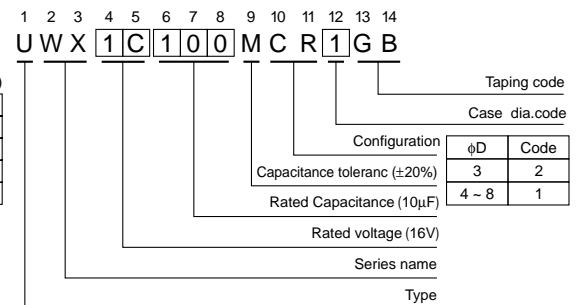 1 2 3 4 5 6 7 8 9 10 11 12 13 14
U W X 1 C 1 0 0 M C R 1 G B
Taping code
Case dia.code
Configuration
Capacitance toleranc (±20%)
Rated Capacitance (10µF)
Rated voltage (16V)
Series name
Type
ϕD Code
3 2
4 ~ 8 1
)